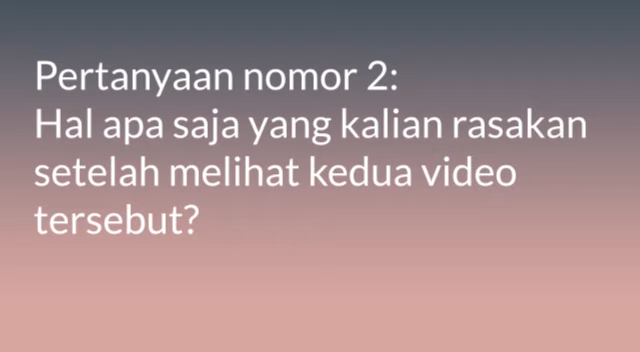 Pertanyaan nomor 2:
Hal apa saja yang kalian rasakan
setelah melihat kedua video
tersebut?